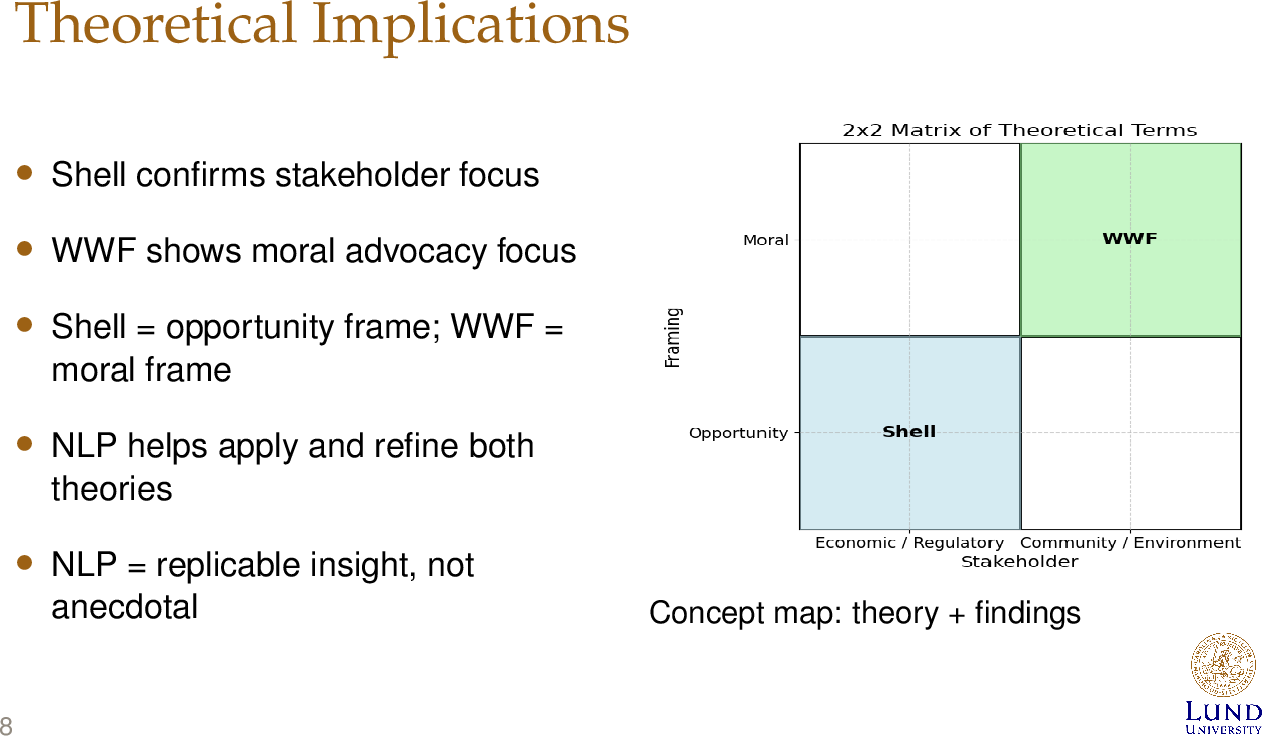 Theoretical Implications
Shell confirms stakeholder focus
WWF shows moral advocacy focus
Shell = opportunity frame; WWF =
moral frame
NLP helps apply and refine both
theories
NLP = replicable insight, not
anecdotal
2x2 Matrix of Theoretical Terms
Moral
WWF
Framing
Opportunity
Shell
Economic / Regulatory
Community / Environment
Stakeholder
Concept map: theory + findings
LUND
UNIVERSITY
8